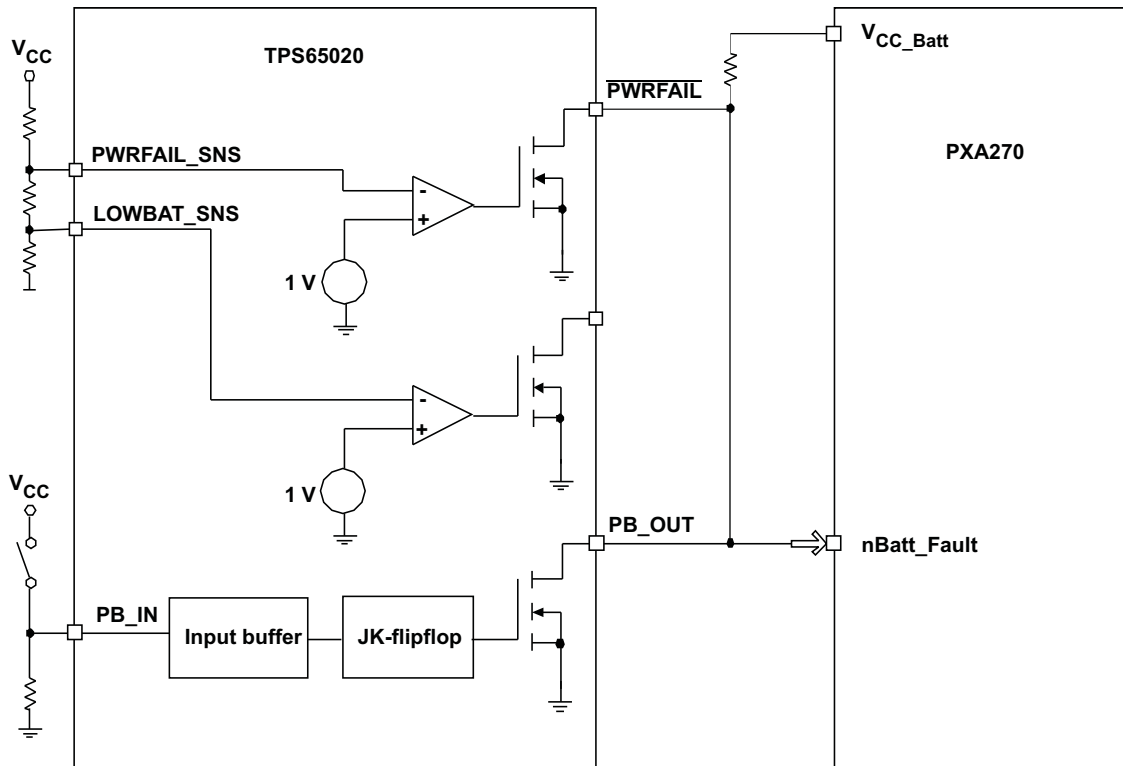 V_CC
TPS65020
V_CC_Batt
PWRFAIL
PXA270
PWRFAIL_SNS
-
+
LOWBAT_SNS
1 V
-
+
1 V
V_CC
PB_OUT
nBatt_Fault
PB_IN
Input buffer
JK-flipflop